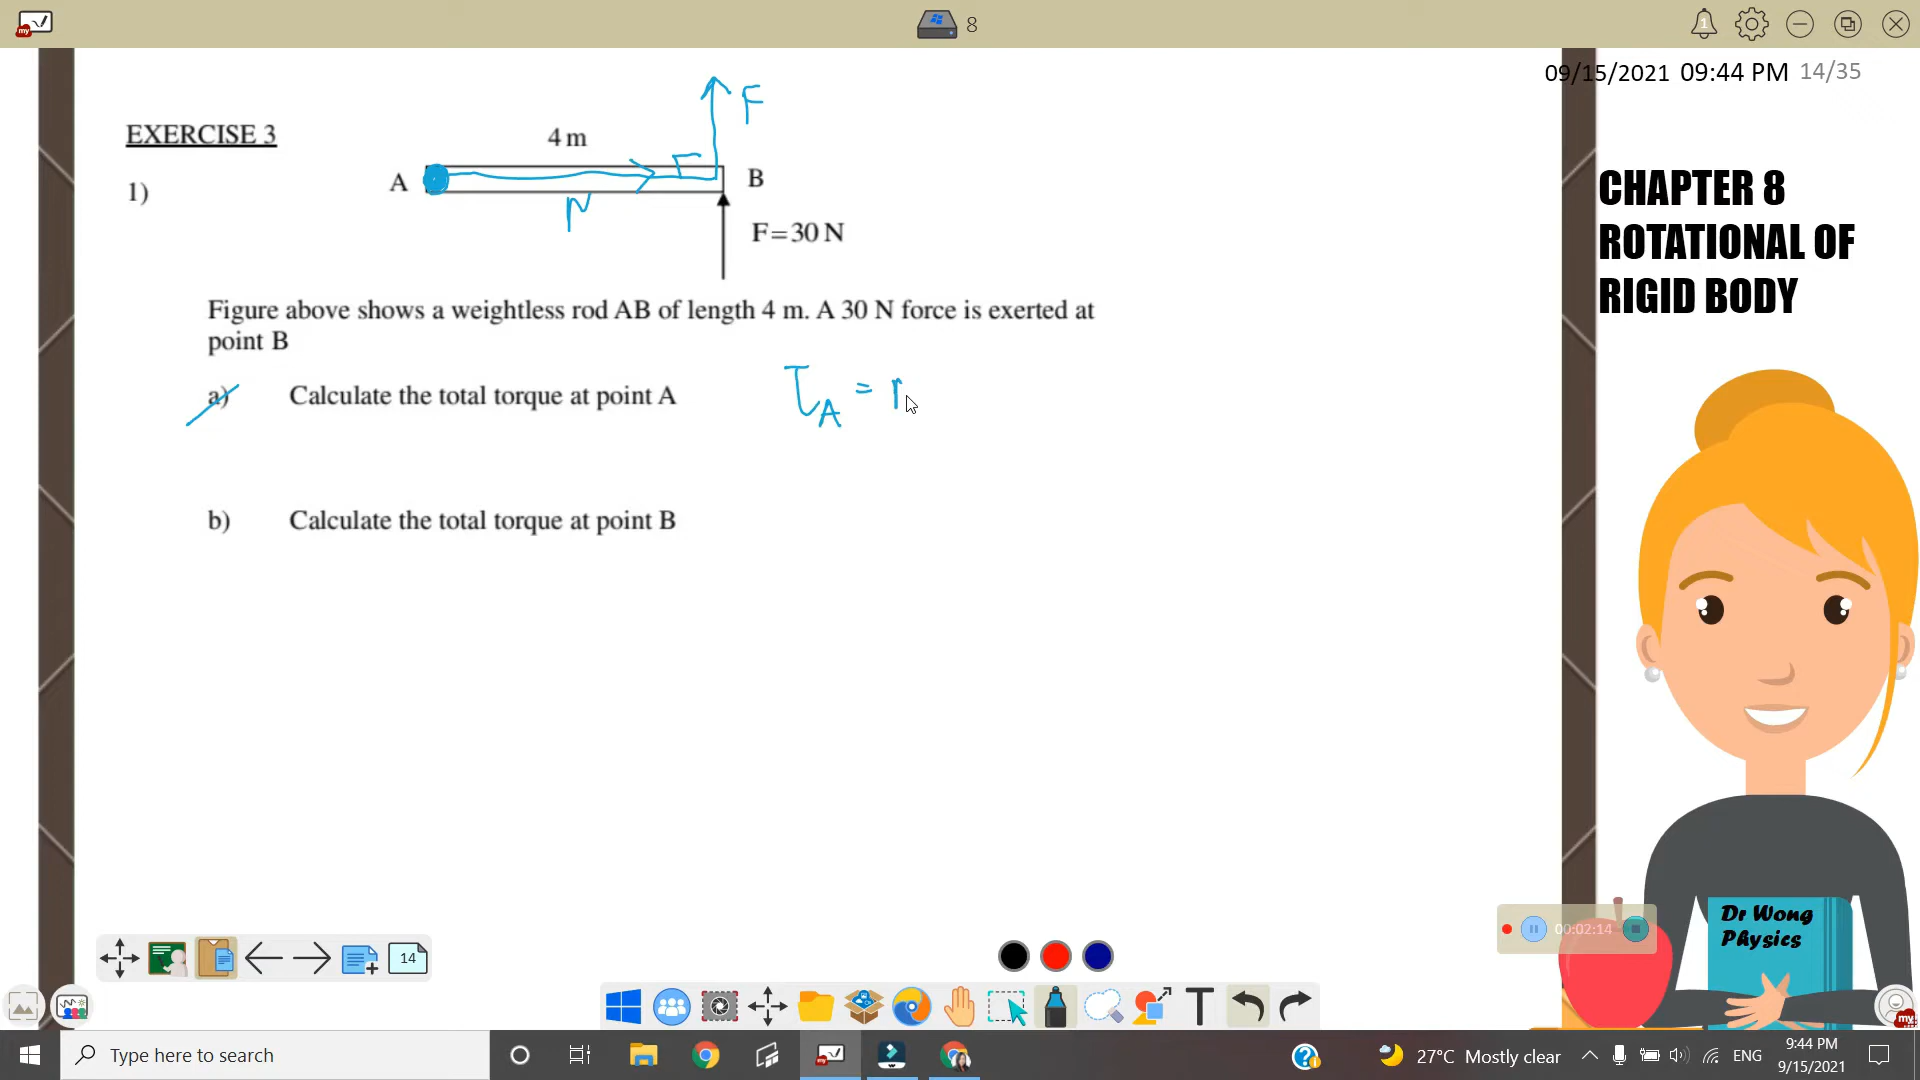 8
1
09/15/2021 09:44 PM 14/35
EXERCISE 3
1)
4 m
F
A
B
r
F=30 N
Figure above shows a weightless rod AB of length 4 m. A 30 N force is exerted at
point B
a) Calculate the total torque at point A
τA = r
b) Calculate the total torque at point B
CHAPTER 8
ROTATIONAL OF
RIGID BODY
Dr Wong
Physics
00:02:14
14
T
my
Type here to search
27°C Mostly clear
ENG
9:44 PM
9/15/2021